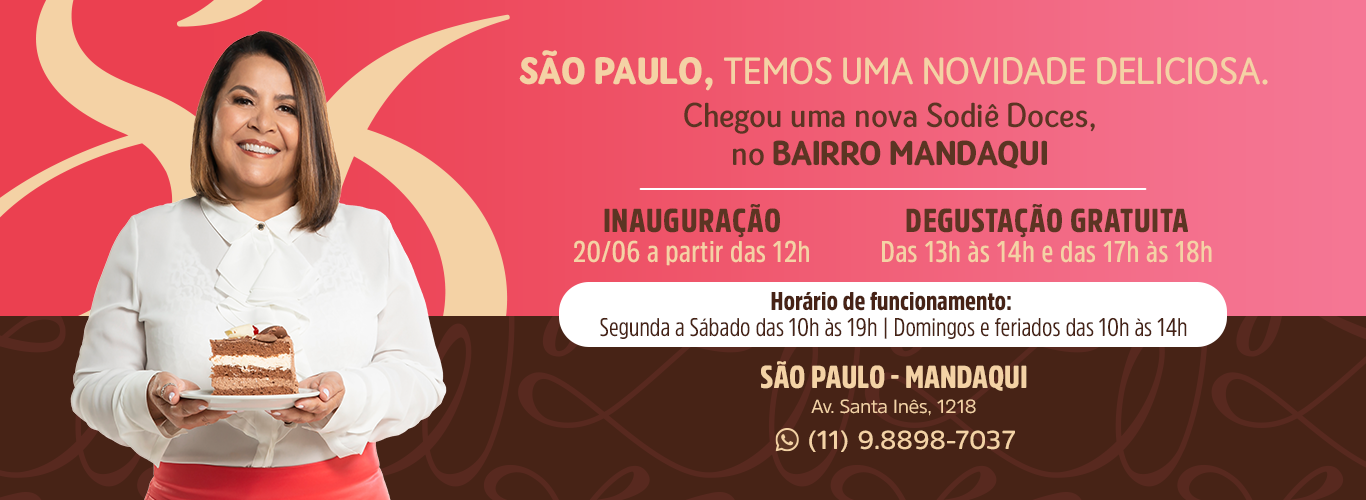 SÃO PAULO, TEMOS UMA NOVIDADE DELICIOSA.
Chegou uma nova Sodiê Doces,
no BAIRRO MANDAQUI
INAUGURAÇÃO
20/06 a partir das 12h
DEGUSTAÇÃO GRATUITA
Das 13h às 14h e das 17h às 18h
Horário de funcionamento:
Segunda a Sábado das 10h às 19h | Domingos e feriados das 10h às 14h
SÃO PAULO - MANDAQUI
Av. Santa Inês, 1218
(11) 9.8898-7037